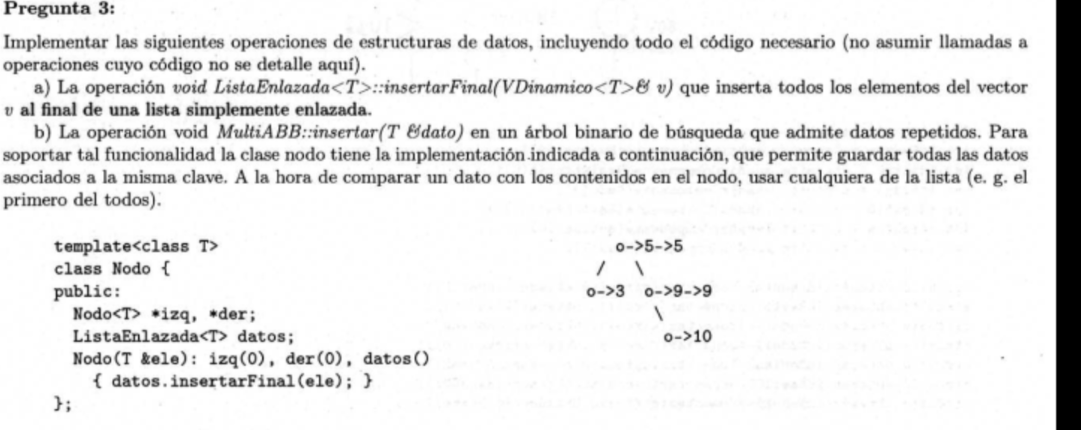 Pregunta 3:
Implementar las siguientes operaciones de estructuras de datos, incluyendo todo el código necesario (no asumir llamadas a
operaciones cuyo código no se detalle aquí).
a) La operación void ListaEnlazada<T>::insertarFinal(VDinamico<T>& v) que inserta todos los elementos del vector
v al final de una lista simplemente enlazada.
b) La operación void MultiABB::insertar(T &dato) en un árbol binario de búsqueda que admite datos repetidos. Para
soportar tal funcionalidad la clase nodo tiene la implementación indicada a continuación, que permite guardar todas las datos
asociados a la misma clave. A la hora de comparar un dato con los contenidos en el nodo, usar cualquiera de la lista (e. g. el
primero del todos).
template<class T>
class Nodo {
public:
Nodo<T> *izq, *der;
ListaEnlazada<T> datos;
Nodo(T &ele): izq(0), der(0), datos()
{ datos.insertarFinal(ele); }
};
o->5->5
/ \
o->3 o->9->9
\
o->10